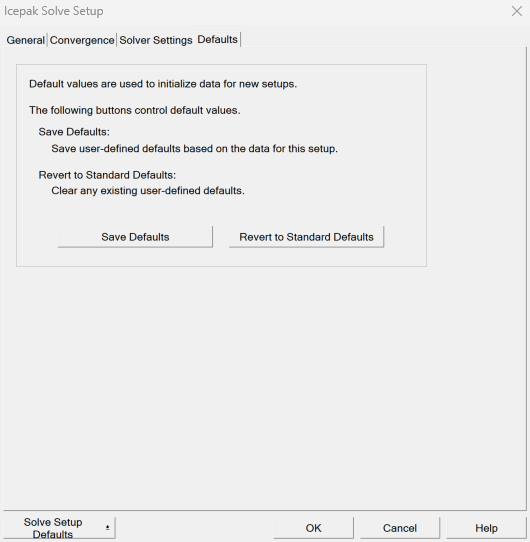 Icepak Solve Setup
General Convergence Solver Settings Defaults
Default values are used to initialize data for new setups.
The following buttons control default values.
Save Defaults:
Save user-defined defaults based on the data for this setup.
Revert to Standard Defaults:
Clear any existing user-defined defaults.
Save Defaults Revert to Standard Defaults
Solve Setup
Defaults
OK Cancel Help